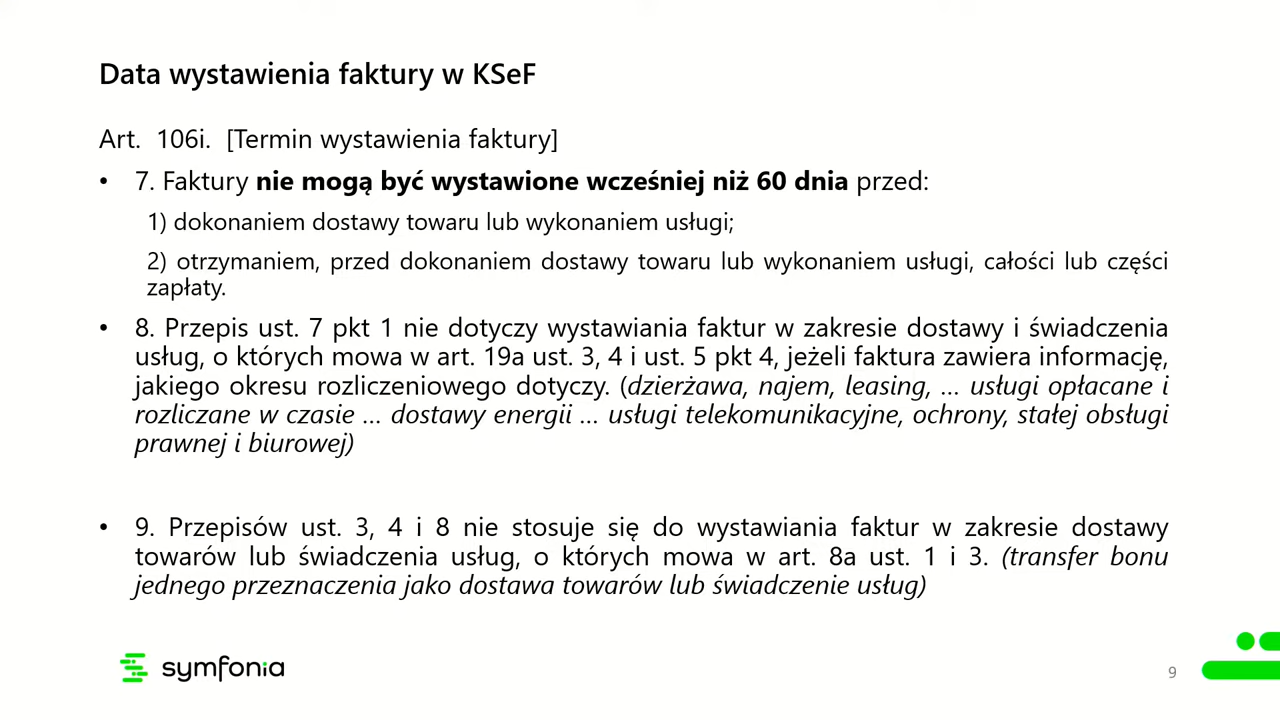 Data wystawienia faktury w KSeF
Art. 106i. [Termin wystawienia faktury]
• 7. Faktury nie mogą być wystawione wcześniej niż 60 dnia przed:
1) dokonaniem dostawy towaru lub wykonaniem usługi;
2) otrzymaniem, przed dokonaniem dostawy towaru lub wykonaniem usługi, całości lub części
zapłaty.
• 8. Przepis ust. 7 pkt 1 nie dotyczy wystawiania faktur w zakresie dostawy i świadczenia
usług, o których mowa w art. 19a ust. 3, 4 i ust. 5 pkt 4, jeżeli faktura zawiera informację,
jakiego okresu rozliczeniowego dotyczy. (dzierżawa, najem, leasing, ... usługi opłacane i
rozliczane w czasie ... dostawy energii ... usługi telekomunikacyjne, ochrony, stałej obsługi
prawnej i biurowej)
• 9. Przepisów ust. 3, 4 i 8 nie stosuje się do wystawiania faktur w zakresie dostawy
towarów lub świadczenia usług, o których mowa w art. 8a ust. 1 i 3. (transfer bonu
jednego przeznaczenia jako dostawa towarów lub świadczenie usług)
symfonia
9